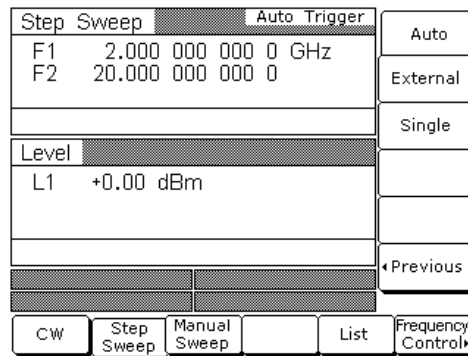 Step Sweep Auto Trigger
F1 2.000 000 000 0 GHz
F2 20.000 000 000 0
Level
L1 +0.00 dBm
Auto
External
Single
Previous
CW
Step
Sweep
Manual
Sweep
List
Frequency
Control